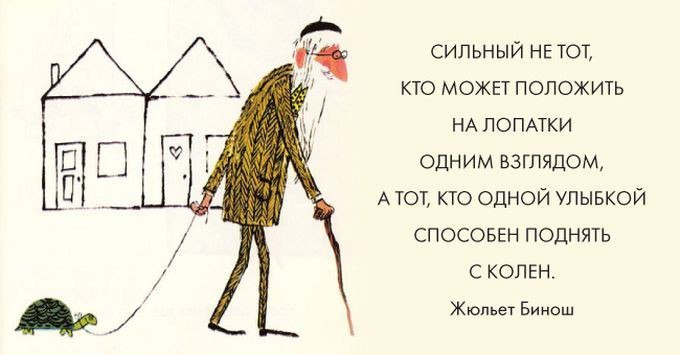 СИЛЬНЫЙ НЕ ТОТ,
КТО МОЖЕТ ПОЛОЖИТЬ
НА ЛОПАТКИ
ОДНИМ ВЗГЛЯДОМ,
А ТОТ, КТО ОДНОЙ УЛЫБКОЙ
СПОСОБЕН ПОДНЯТЬ
С КОЛЕН.
Жюльет Бинош